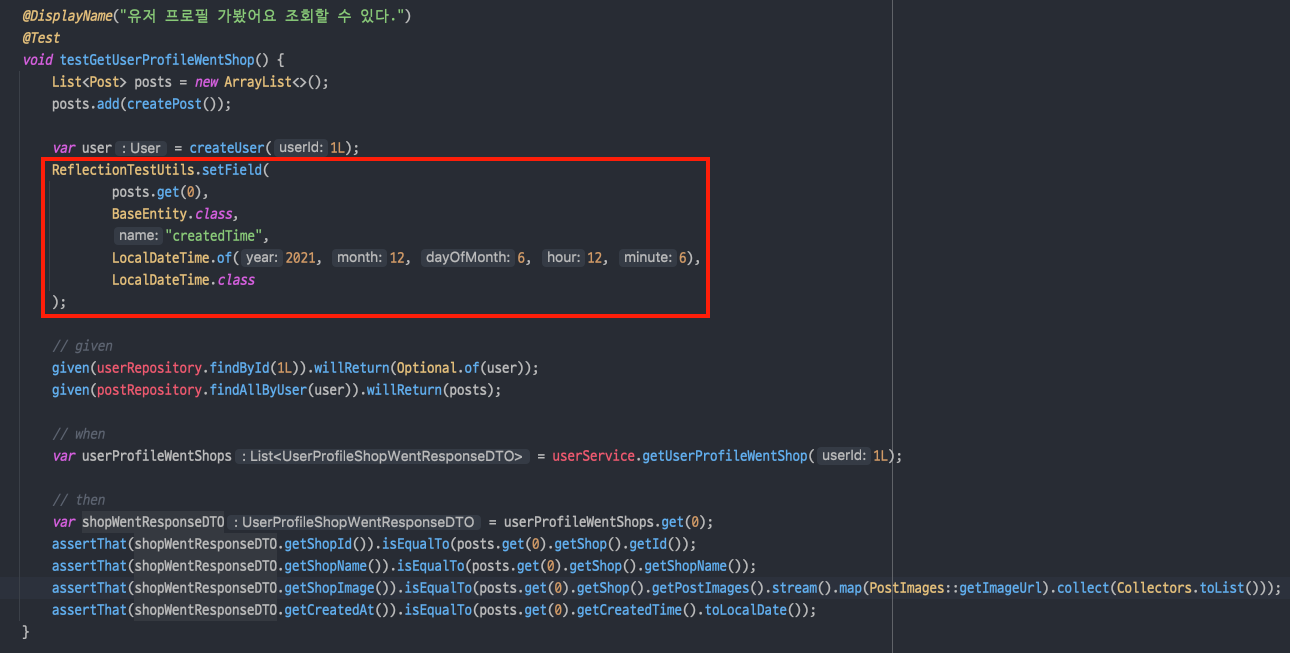 @DisplayName("유저 프로필 가봤어요 조회할 수 있다.")
@Test
void testGetUserProfileWentShop() {
List<Post> posts = new ArrayList<>();
posts.add(createPost());
var user : User = createUser( userId: 1L);
ReflectionTestUtils.setField(
posts.get(0),
BaseEntity.class,
name: "createdTime",
LocalDateTime.of( year: 2021, month: 12, dayOfMonth: 6, hour: 12, minute: 6),
LocalDateTime.class
);
// given
given(userRepository.findById(1L)).willReturn(Optional.of(user));
given(postRepository.findAllByUser(user)).willReturn(posts);
// when
var userProfileWentShops : List<UserProfileShopWentResponseDTO> = userService.getUserProfileWentShop( userId: 1L);
// then
var shopWentResponseDTO : UserProfileShopWentResponseDTO = userProfileWentShops.get(0);
assertThat(shopWentResponseDTO.getShopId()).isEqualTo(posts.get(0).getShop().getId());
assertThat(shopWentResponseDTO.getShopName()).isEqualTo(posts.get(0).getShop().getShopName());
assertThat(shopWentResponseDTO.getShopImage()).isEqualTo(posts.get(0).getShop().getPostImages().stream().map(PostImages::getImageUrl).collect(Collectors.toList()));
assertThat(shopWentResponseDTO.getCreatedAt()).isEqualTo(posts.get(0).getCreatedTime().toLocalDate());
}